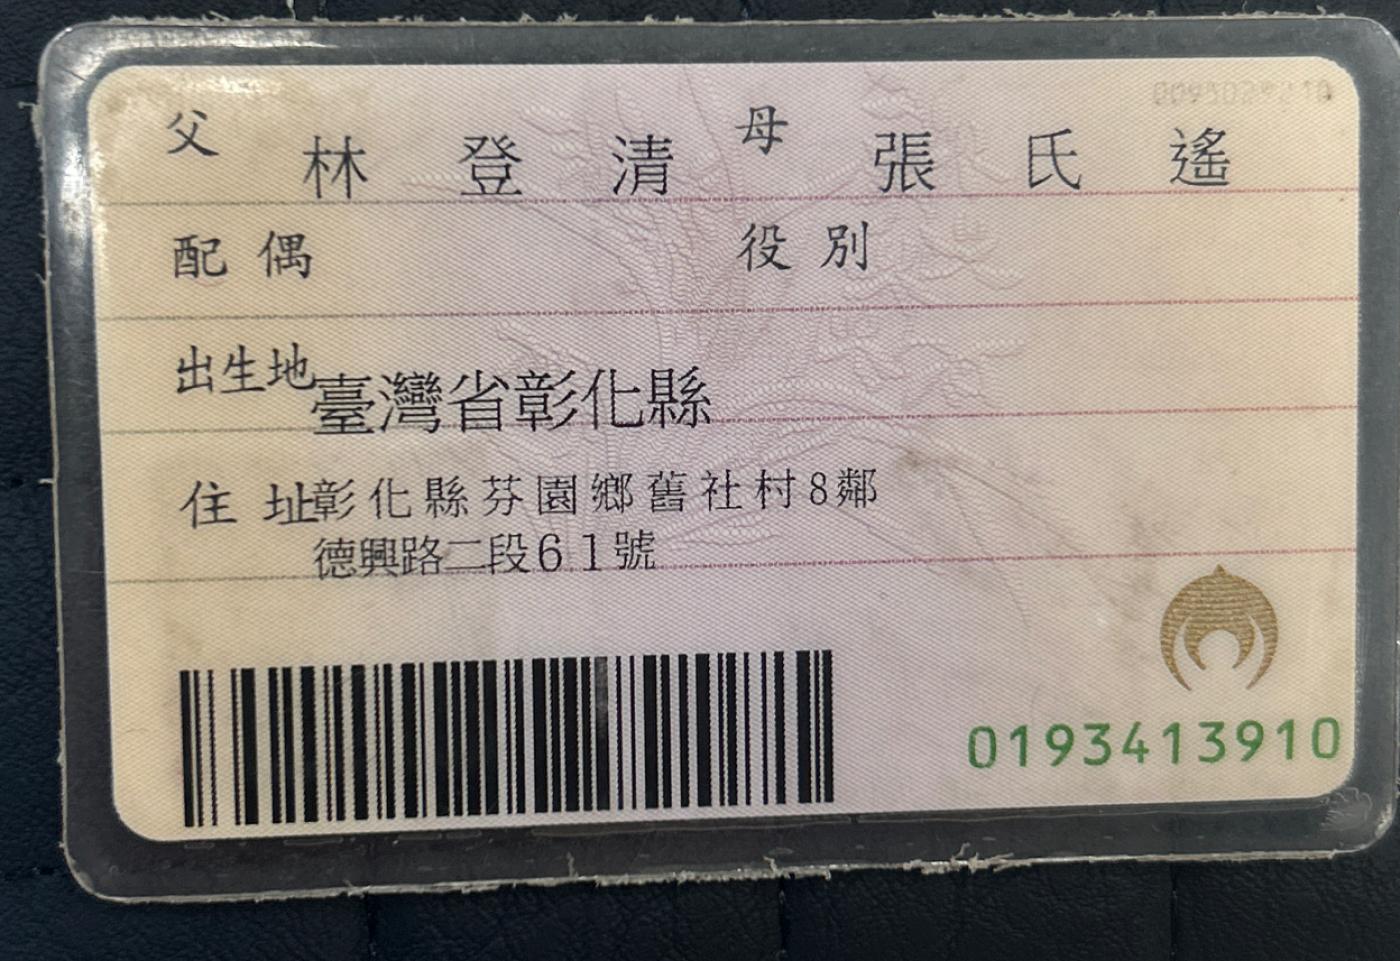 父 林登清 母 張氏遙
配偶 役別
出生地 臺灣省彰化縣
住址 彰化縣芬園鄉舊社村8鄰
德興路二段61號
0193413910